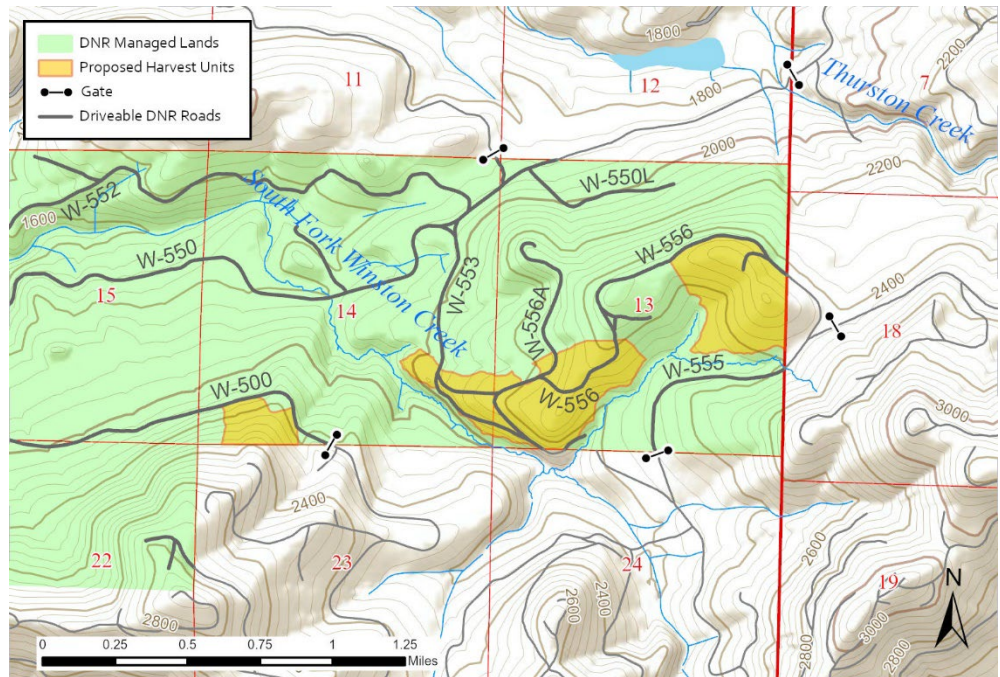 DNR Managed Lands
Proposed Harvest Units
Gate
Driveable DNR Roads
1800
11
12
1800
7
2200
Thurston Creek
2000
2200
W-550L
W-552
1600
South Fork Winston Creek
W-550
W-553
W-556
2400
15
14
W-556A
13
18
W-555
W-500
W-556
3000
2400
22
23
24
2600
2400
2600
19
3000
2800
2800
N
0 0.25 0.5 0.75 1 1.25
Miles